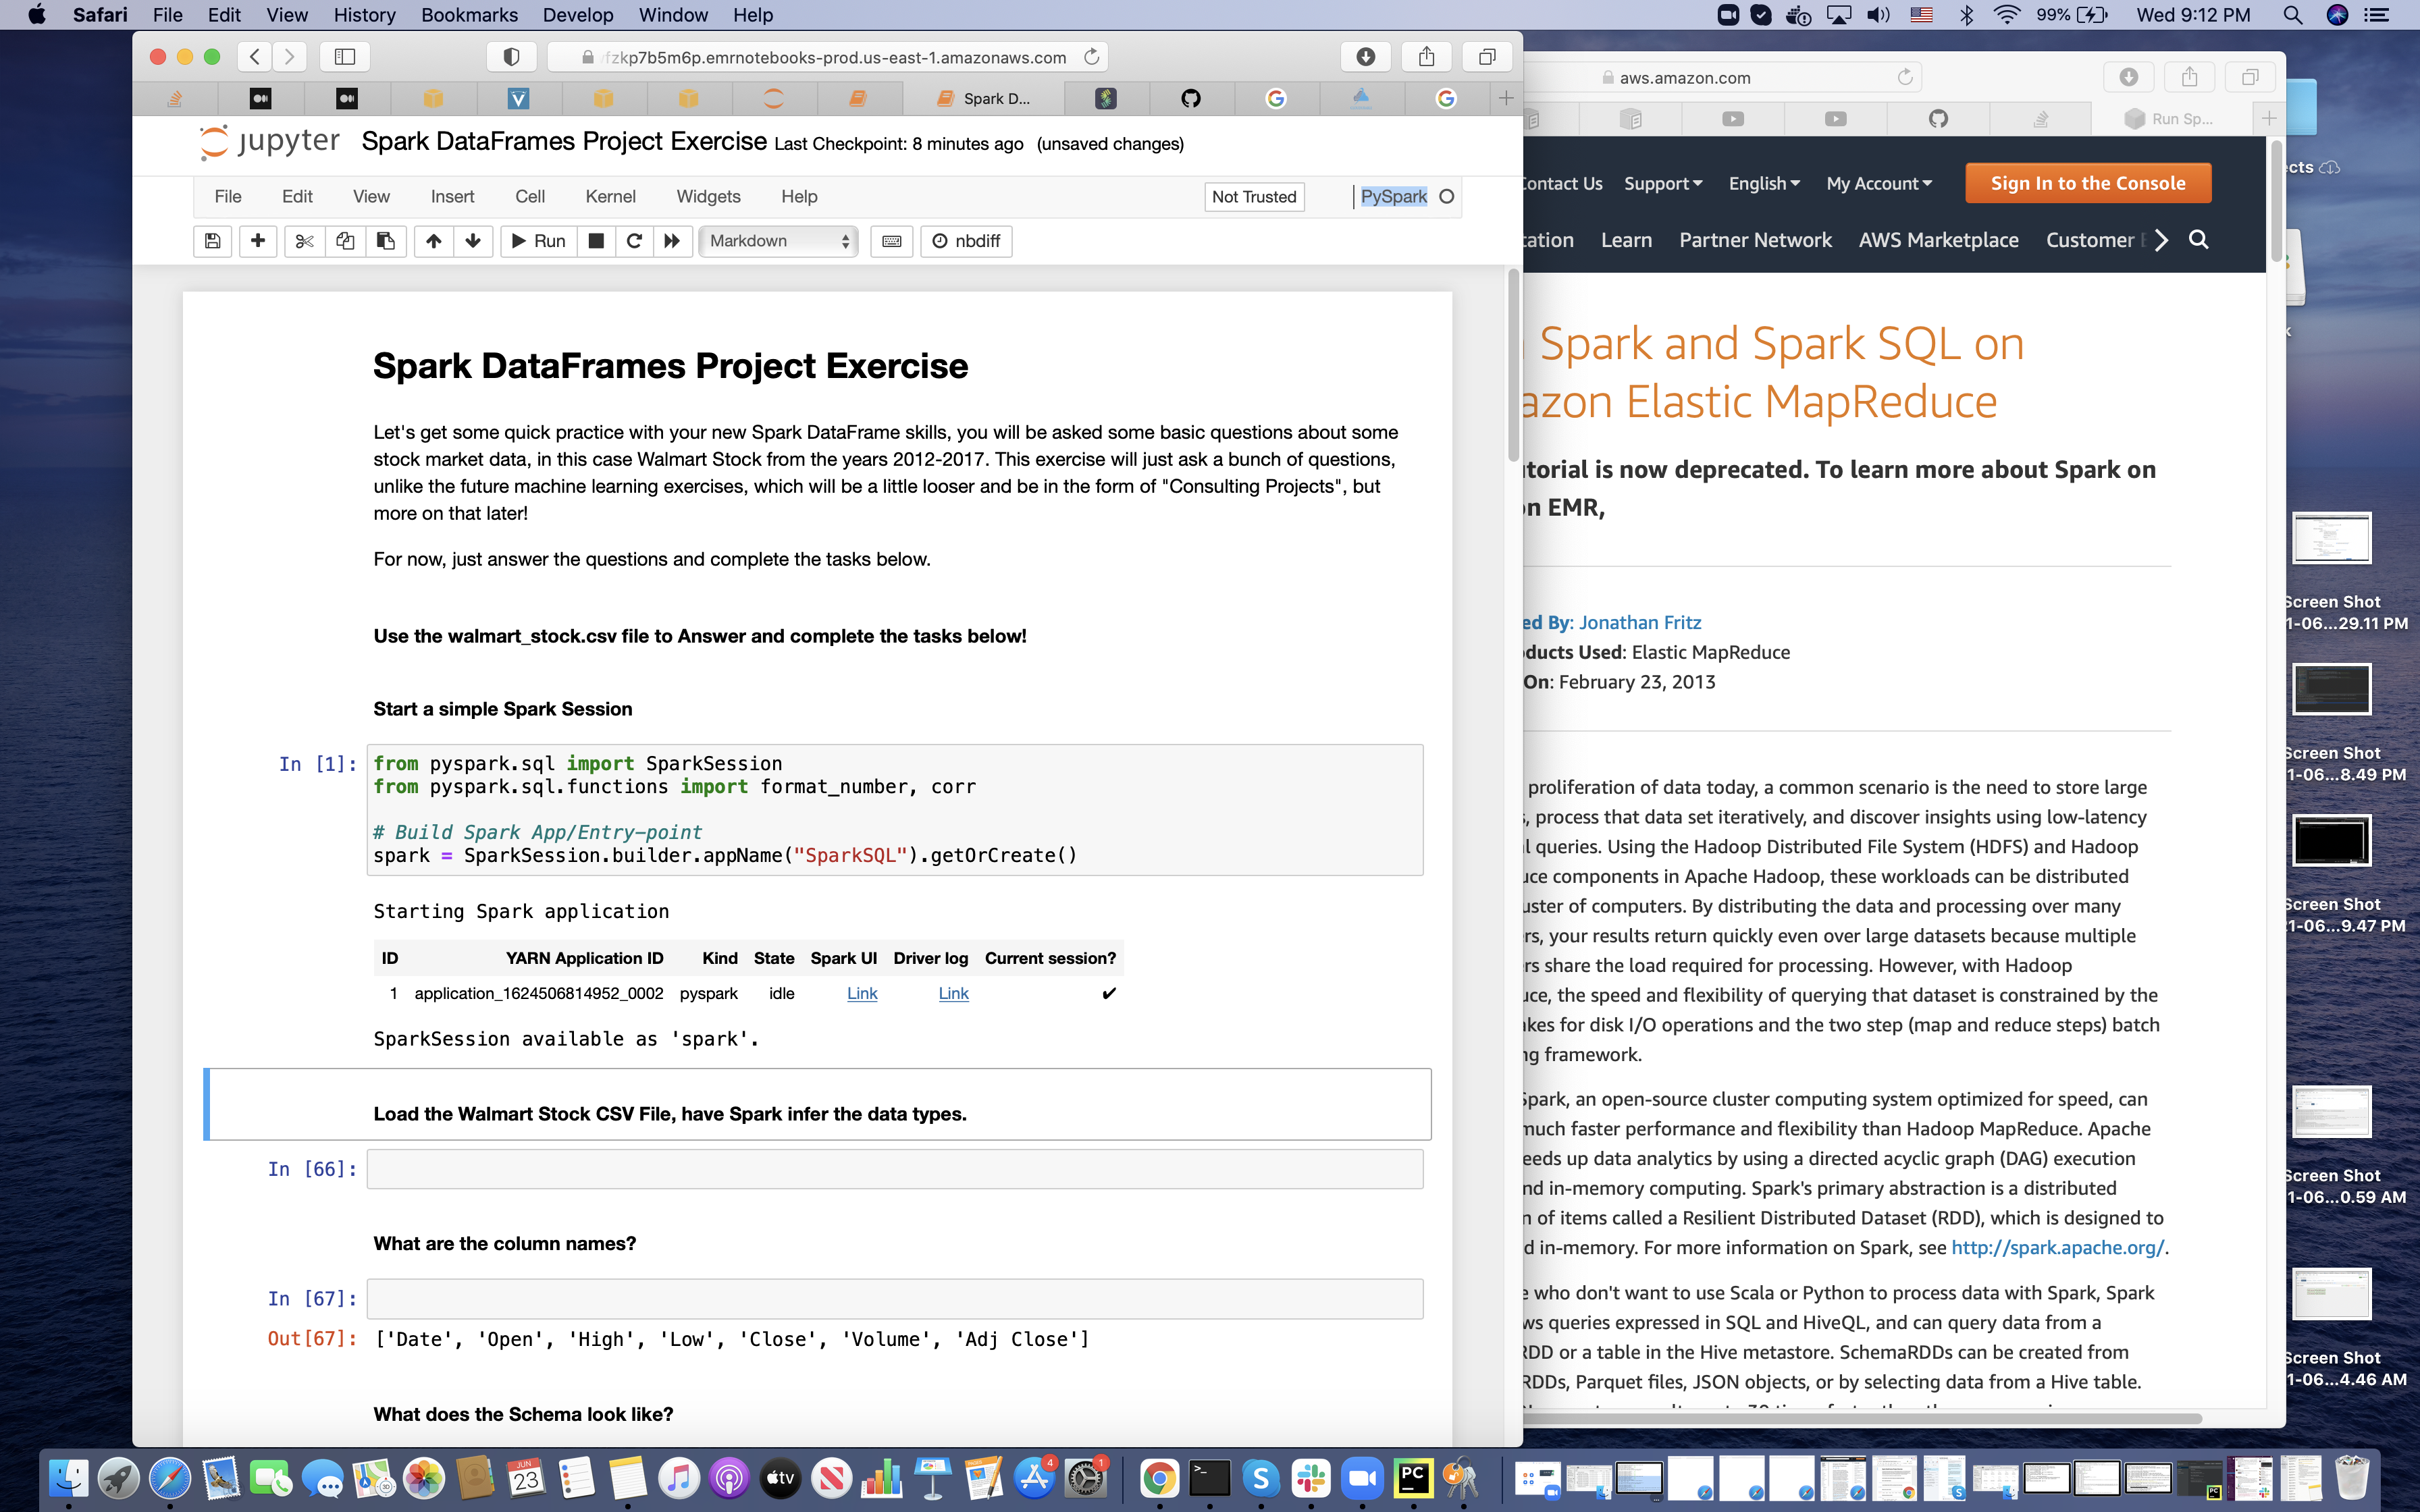 Safari File Edit View History Bookmarks Develop Window Help
99% Wed 9:12 PM
fzkp7b5m6p.emrnotebooks-prod.us-east-1.amazonaws.com
Spark D...
jupyter Spark DataFrames Project Exercise Last Checkpoint: 8 minutes ago (unsaved changes)
File Edit View Insert Cell Kernel Widgets Help
Not Trusted PySpark
Run Markdown nbdiff
Spark DataFrames Project Exercise
Let's get some quick practice with your new Spark DataFrame skills, you will be asked some basic questions about some
stock market data, in this case Walmart Stock from the years 2012-2017. This exercise will just ask a bunch of questions,
unlike the future machine learning exercises, which will be a little looser and be in the form of "Consulting Projects", but
more on that later!
For now, just answer the questions and complete the tasks below.
Use the walmart_stock.csv file to Answer and complete the tasks below!
Start a simple Spark Session
In [1]: from pyspark.sql import SparkSession
from pyspark.sql.functions import format_number, corr
# Build Spark App/Entry-point
spark = SparkSession.builder.appName("SparkSQL").getOrCreate()
Starting Spark application
ID YARN Application ID Kind State Spark UI Driver log Current session?
1 application_1624506814952_0002 pyspark idle Link Link ✔
SparkSession available as 'spark'.
Load the Walmart Stock CSV File, have Spark infer the data types.
In [66]:
What are the column names?
In [67]:
Out[67]: ['Date', 'Open', 'High', 'Low', 'Close', 'Volume', 'Adj Close']
What does the Schema look like?
aws.amazon.com
Run Sp...
Contact Us Support English My Account Sign In to the Console
Learn Partner Network AWS Marketplace Customer
Spark and Spark SQL on
azon Elastic MapReduce
torial is now deprecated. To learn more about Spark on
on EMR,
ed By: Jonathan Fritz
ducts Used: Elastic MapReduce
On: February 23, 2013
proliferation of data today, a common scenario is the need to store large
s, process that data set iteratively, and discover insights using low-latency
l queries. Using the Hadoop Distributed File System (HDFS) and Hadoop
uce components in Apache Hadoop, these workloads can be distributed
uster of computers. By distributing the data and processing over many
rs, your results return quickly even over large datasets because multiple
rs share the load required for processing. However, with Hadoop
uce, the speed and flexibility of querying that dataset is constrained by the
akes for disk I/O operations and the two step (map and reduce steps) batch
ng framework.
Spark, an open-source cluster computing system optimized for speed, can
much faster performance and flexibility than Hadoop MapReduce. Apache
eeds up data analytics by using a directed acyclic graph (DAG) execution
nd in-memory computing. Spark's primary abstraction is a distributed
n of items called a Resilient Distributed Dataset (RDD), which is designed to
d in-memory. For more information on Spark, see http://spark.apache.org/.
e who don't want to use Scala or Python to process data with Spark, Spark
ws queries expressed in SQL and HiveQL, and can query data from a
RDD or a table in the Hive metastore. SchemaRDDs can be created from
RDDs, Parquet files, JSON objects, or by selecting data from a Hive table.
ects
Screen Shot
1-06...29.11 PM
Screen Shot
1-06...8.49 PM
Screen Shot
1-06...9.47 PM
Screen Shot
1-06...0.59 AM
Screen Shot
1-06...4.46 AM
JUN
23
tv
4
1
PC